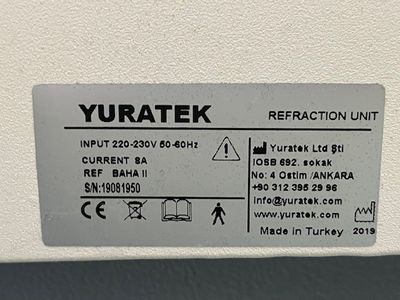 YURATEK
REFRACTION UNIT
INPUT 220-230V 50-60Hz
CURRENT 8A
REF BAHA II
S/N:19081950
Yuratek Ltd Şti
IOSB 692. sokak
No: 4 Ostim /ANKARA
+90 312 395 29 96
info@yuratek.com
www.yuratek.com
Made in Turkey 2019
CE